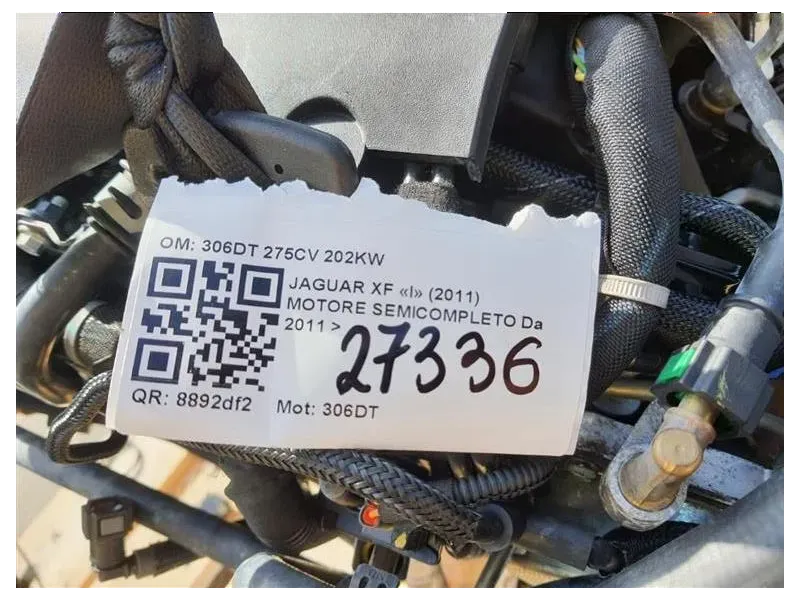 OM: 306DT 275CV 202KW
JAGUAR XF «I» (2011)
MOTORE SEMICOMPLETO Da
2011 >
27336
QR: 8892df2 Mot: 306DT